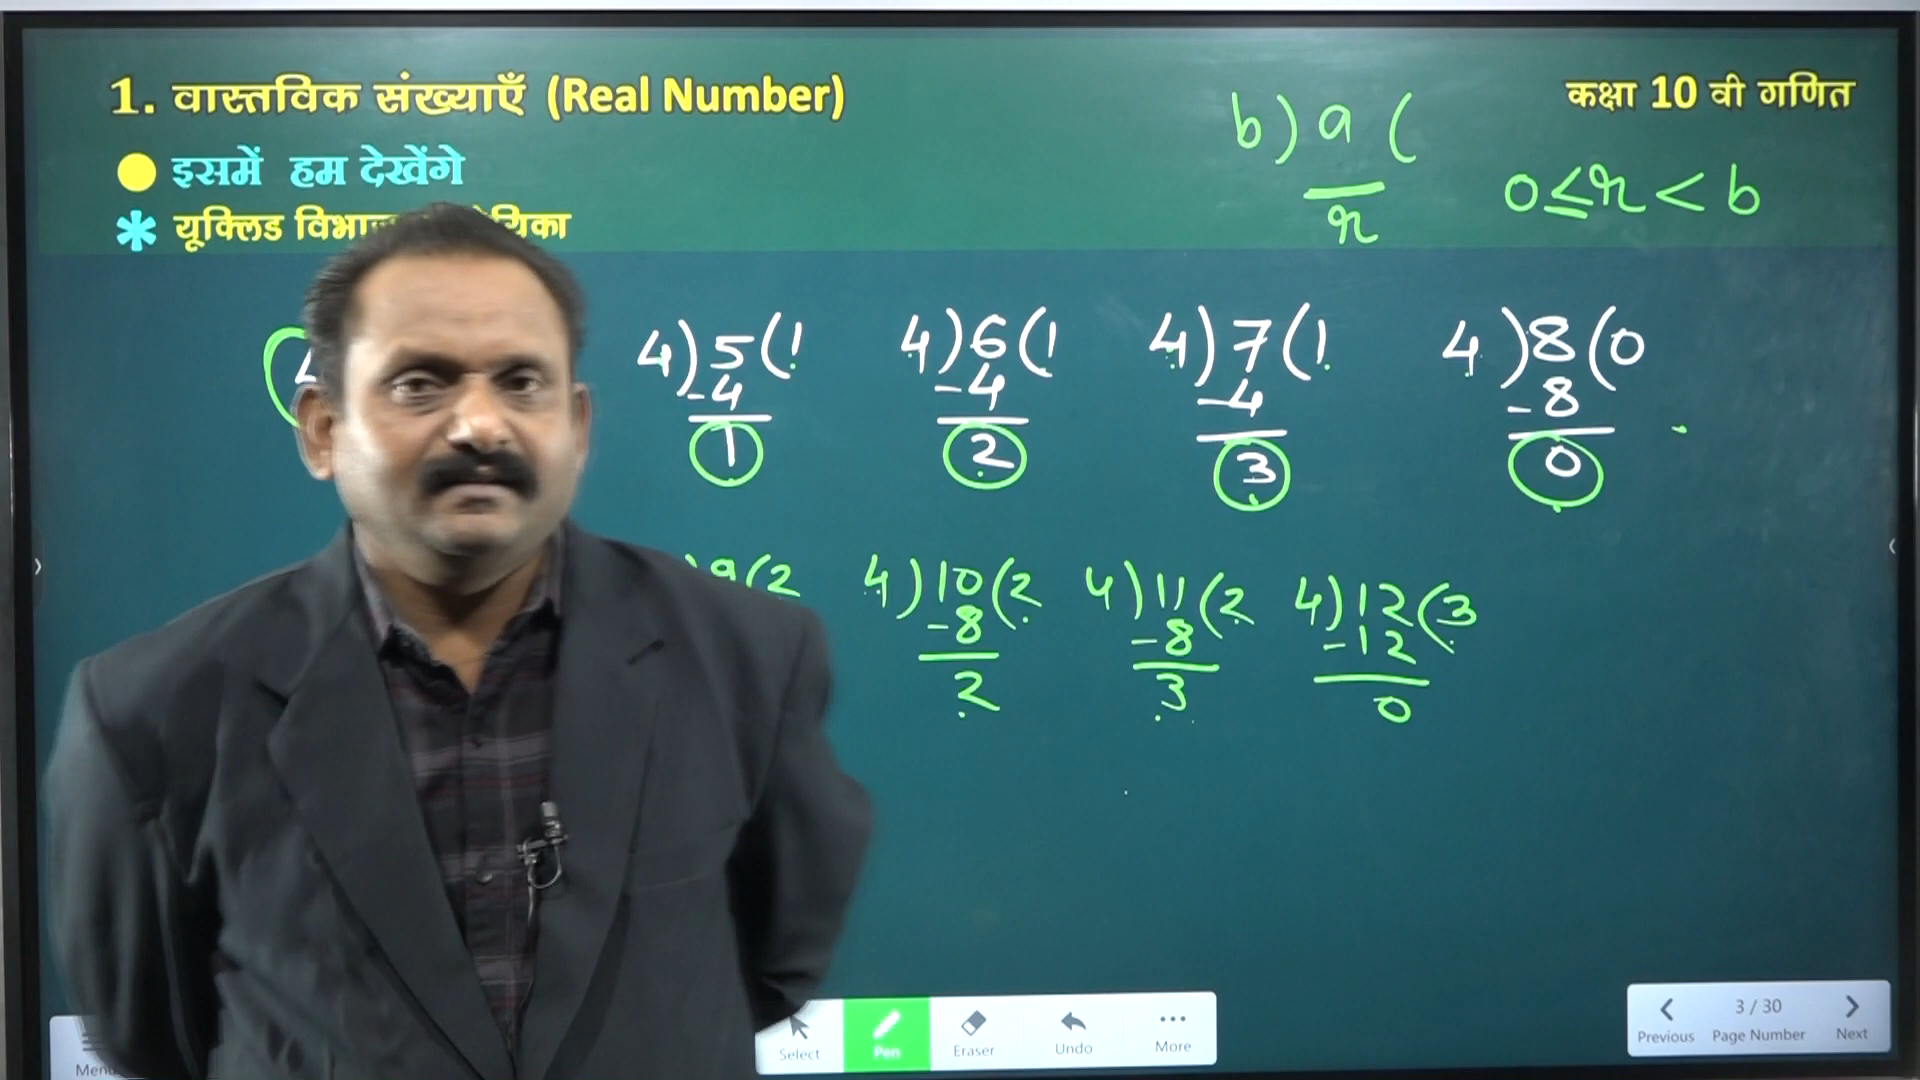 1. वास्तविक संख्याएँ (Real Number)
कक्षा 10 वी गणित
इसमें हम देखेंगे
* यूक्लिड
b) a (
r
0≤r<b
4) 5 (1
-4
1
4) 6 (1
-4
2
4) 7 (1
-4
3
4) 8 (0
-8
0
) 9 (2
4) 10 (2
-8
2
4) 11 (2
-8
3
4) 12 (3
-12
0
Select
Pen
Eraser
Undo
More
Previous
3 / 30
Page Number
Next